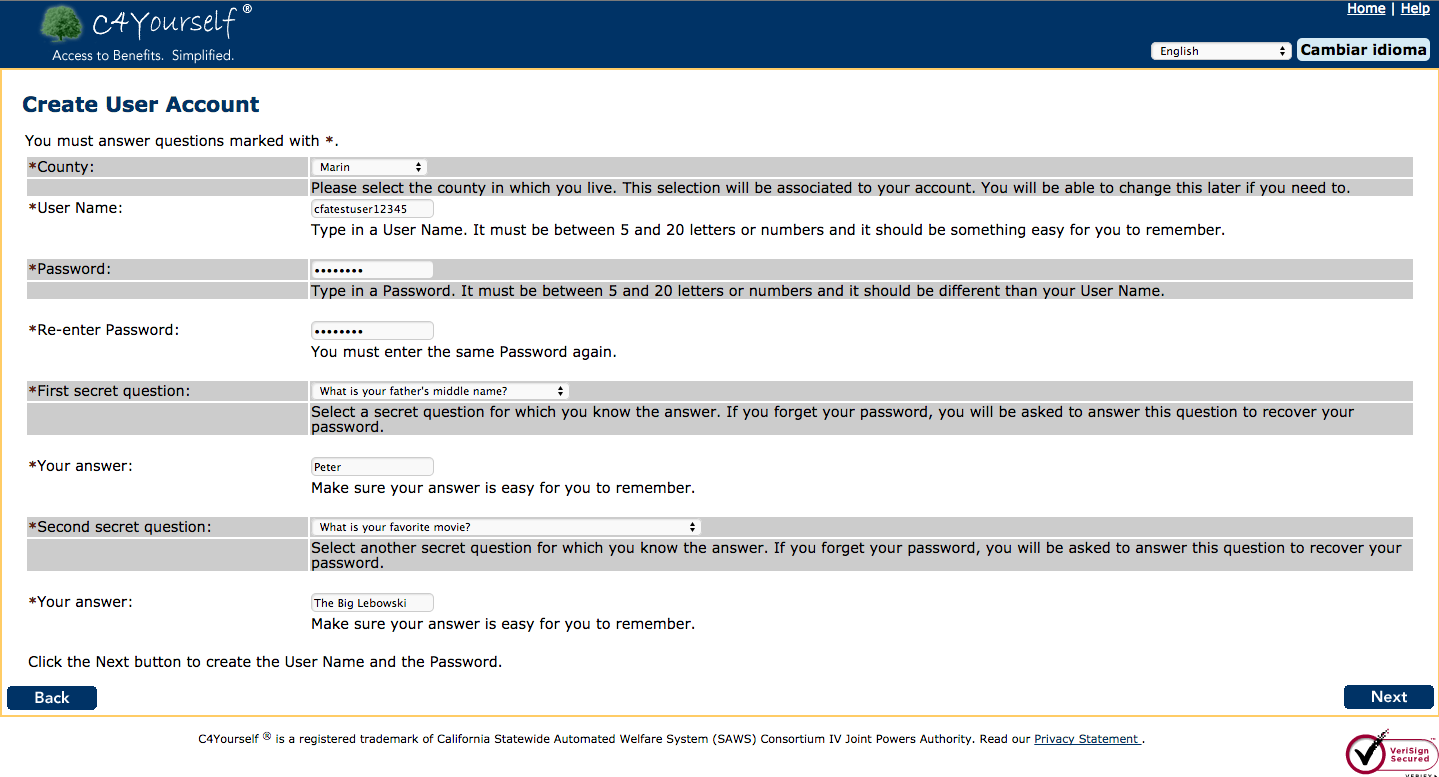 C4Yourself ®
Access to Benefits. Simplified.
Home | Help
English Cambiar idioma
Create User Account
You must answer questions marked with *.
*County: Marin
Please select the county in which you live. This selection will be associated to your account. You will be able to change this later if you need to.
*User Name: cfatestuser12345
Type in a User Name. It must be between 5 and 20 letters or numbers and it should be something easy for you to remember.
*Password: ••••••••
Type in a Password. It must be between 5 and 20 letters or numbers and it should be different than your User Name.
*Re-enter Password: ••••••••
You must enter the same Password again.
*First secret question: What is your father's middle name?
Select a secret question for which you know the answer. If you forget your password, you will be asked to answer this question to recover your
password.
*Your answer: Peter
Make sure your answer is easy for you to remember.
*Second secret question: What is your favorite movie?
Select another secret question for which you know the answer. If you forget your password, you will be asked to answer this question to recover your
password.
*Your answer: The Big Lebowski
Make sure your answer is easy for you to remember.
Click the Next button to create the User Name and the Password.
Back Next
C4Yourself ® is a registered trademark of California Statewide Automated Welfare System (SAWS) Consortium IV Joint Powers Authority. Read our Privacy Statement .
VeriSign
Secured
VERIFY